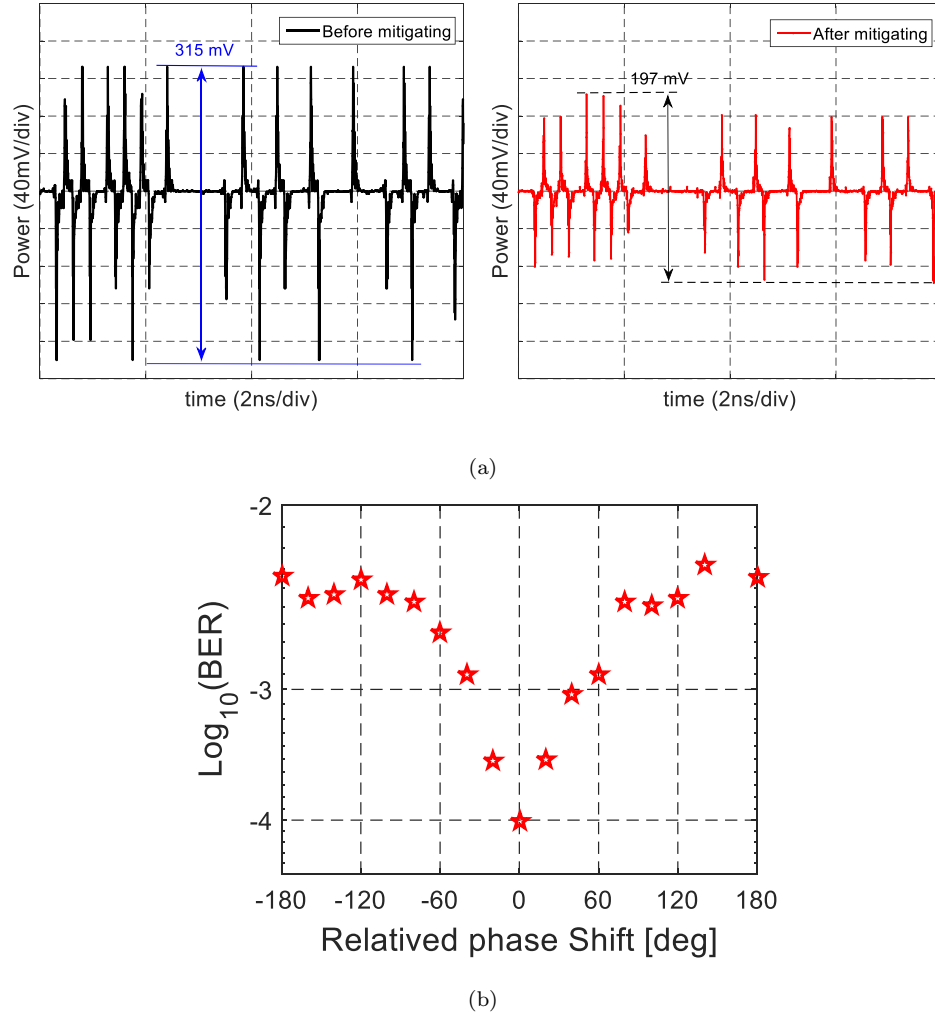 Before mitigating
315 mV
Power (40mV/div)
time (2ns/div)
After mitigating
197 mV
Power (40mV/div)
time (2ns/div)
(a)
-2
-3
-4
Log10(BER)
-180 -120 -60 0 60 120 180
Relatived phase Shift [deg]
(b)